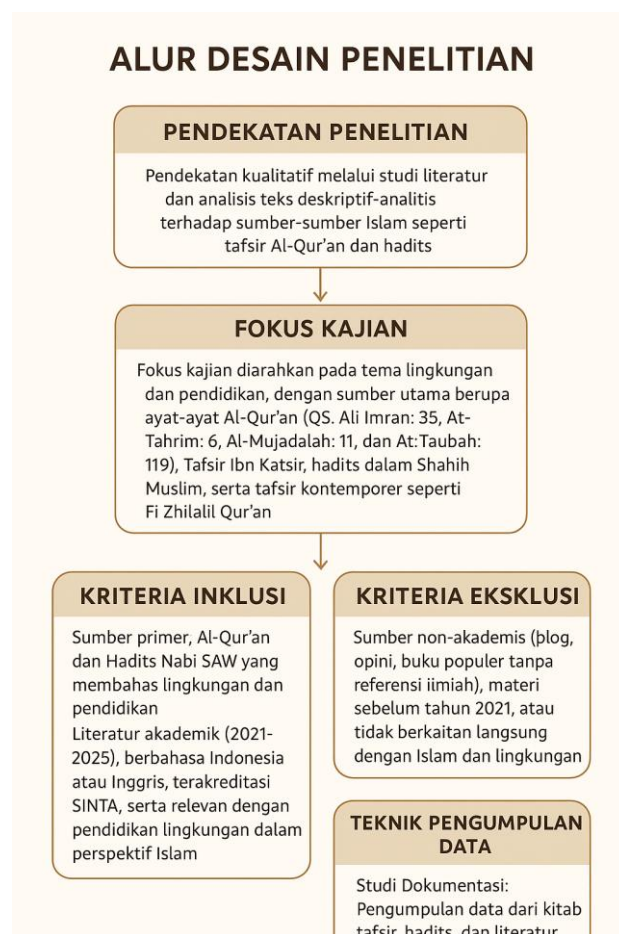 ALUR DESAIN PENELITIAN
PENDEKATAN PENELITIAN
Pendekatan kualitatif melalui studi literatur
dan analisis teks deskriptif-analitis
terhadap sumber-sumber Islam seperti
tafsir Al-Qur'an dan hadits
FOKUS KAJIAN
Fokus kajian diarahkan pada tema lingkungan
dan pendidikan, dengan sumber utama berupa
ayat-ayat Al-Qur'an (QS. Ali Imran: 35, At-
Tahrim: 6, Al-Mujadalah: 11, dan At:Taubah:
119), Tafsir Ibn Katsir, hadits dalam Shahih
Muslim, serta tafsir kontemporer seperti
Fi Zhilalil Qur'an
KRITERIA INKLUSI
Sumber primer, Al-Qur'an
dan Hadits Nabi SAW yang
membahas lingkungan dan
pendidikan
Literatur akademik (2021-
2025), berbahasa Indonesia
atau Inggris, terakreditasi
SINTA, serta relevan dengan
pendidikan lingkungan dalam
perspektif Islam
KRITERIA EKSKLUSI
Sumber non-akademis (þlog,
opini, buku populer tanpa
referensi iimiah), materi
sebelum tahun 2021, atau
tidak berkaitan langsung
dengan Islam dan lingkungan
TEKNIK PENGUMPULAN
DATA
Studi Dokumentasi:
Pengumpulan data dari kitab
tafsir, hadits, dan literatur